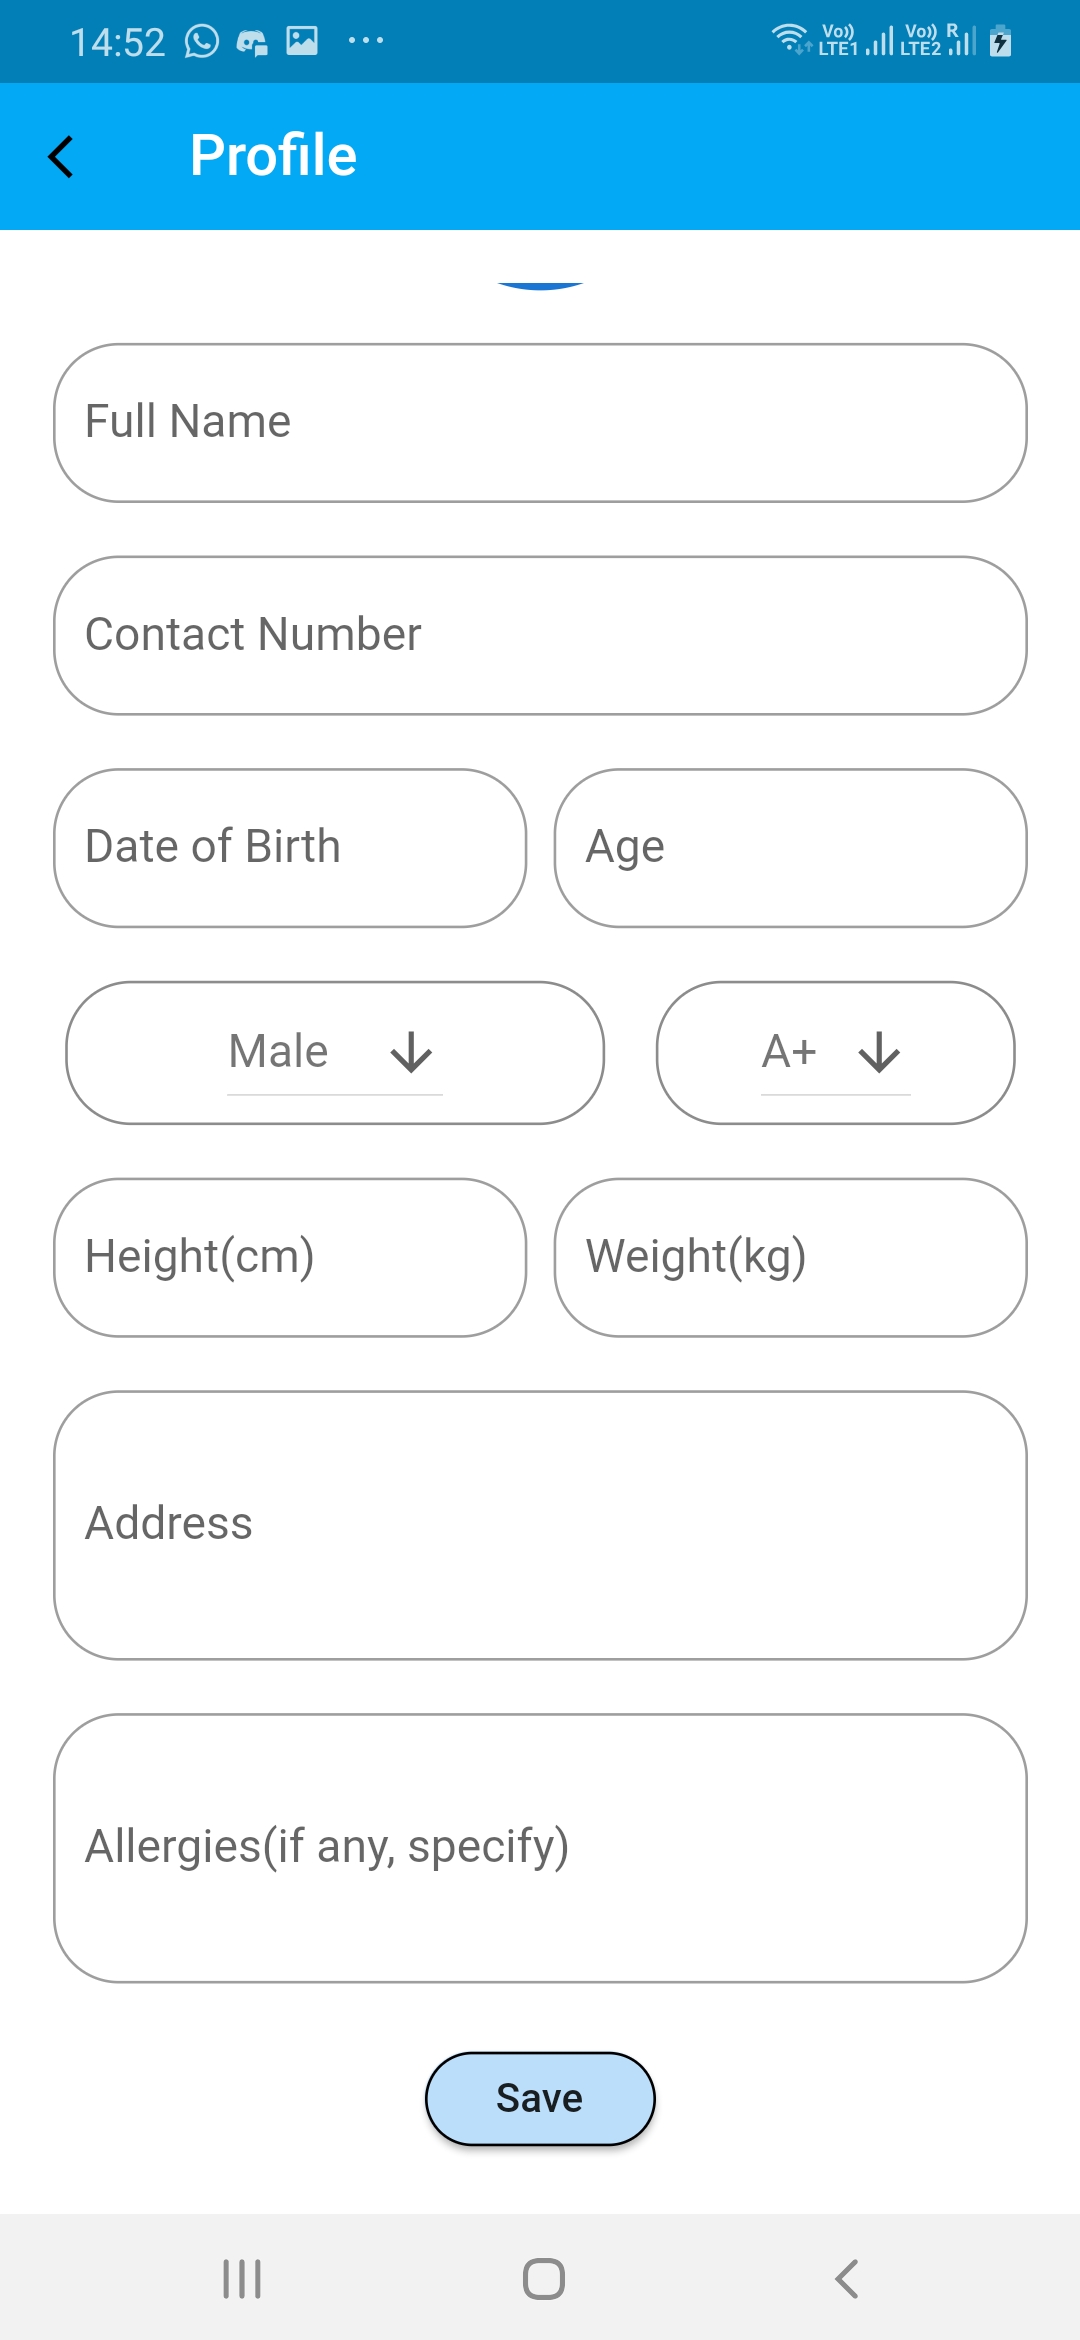 14:52 Vo)) LTE1 Vo)) LTE2 R
Profile
Full Name
Contact Number
Date of Birth Age
Male A+
Height(cm) Weight(kg)
Address
Allergies(if any, specify)
Save